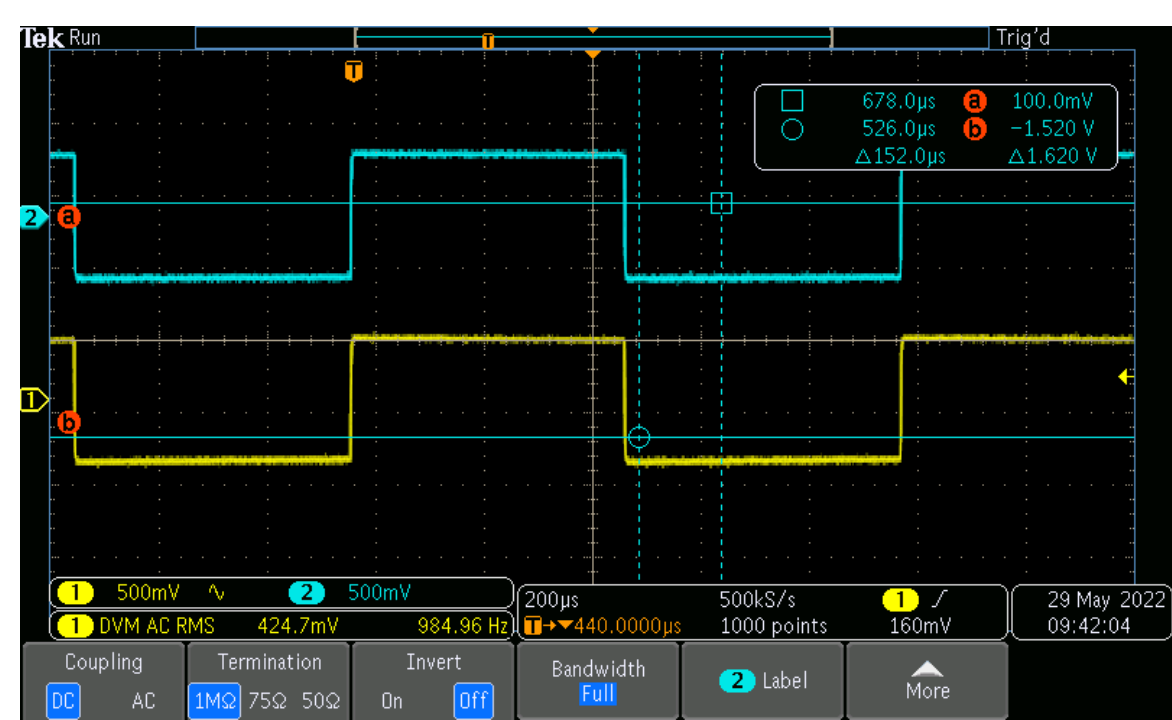 Tek Run Trig'd
T
T
678.0µs a 100.0mV
526.0µs b −1.520 V
△152.0µs △1.620 V
2 a
1
b
1 500mV 2 500mV
1 DVM AC RMS 424.7mV 984.96 Hz
200µs 500kS/s 1
T→▼440.0000µs 1000 points 160mV
29 May 2022
09:42:04
Coupling
DC AC
Termination
1MΩ 75Ω 50Ω
Invert
On Off
Bandwidth
Full
2 Label
More